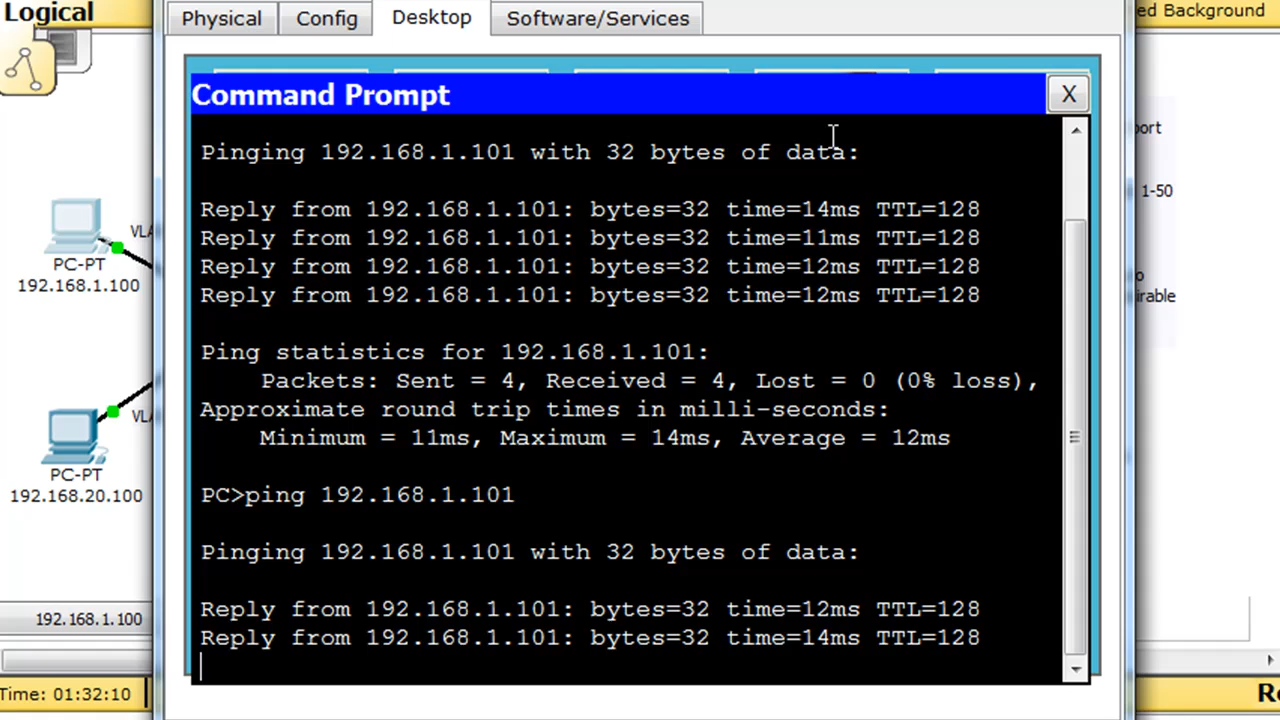 Logical
Physical
Config
Desktop
Software/Services
ed Background
Command Prompt
X
Pinging 192.168.1.101 with 32 bytes of data:
Reply from 192.168.1.101: bytes=32 time=14ms TTL=128
Reply from 192.168.1.101: bytes=32 time=11ms TTL=128
Reply from 192.168.1.101: bytes=32 time=12ms TTL=128
Reply from 192.168.1.101: bytes=32 time=12ms TTL=128
Ping statistics for 192.168.1.101:
Packets: Sent = 4, Received = 4, Lost = 0 (0% loss),
Approximate round trip times in milli-seconds:
Minimum = 11ms, Maximum = 14ms, Average = 12ms
PC>ping 192.168.1.101
Pinging 192.168.1.101 with 32 bytes of data:
Reply from 192.168.1.101: bytes=32 time=12ms TTL=128
Reply from 192.168.1.101: bytes=32 time=14ms TTL=128
VLA
PC-PT
192.168.1.100
VLA
PC-PT
192.168.20.100
192.168.1.100
Time: 01:32:10
ort
1-50
o
irable
Re